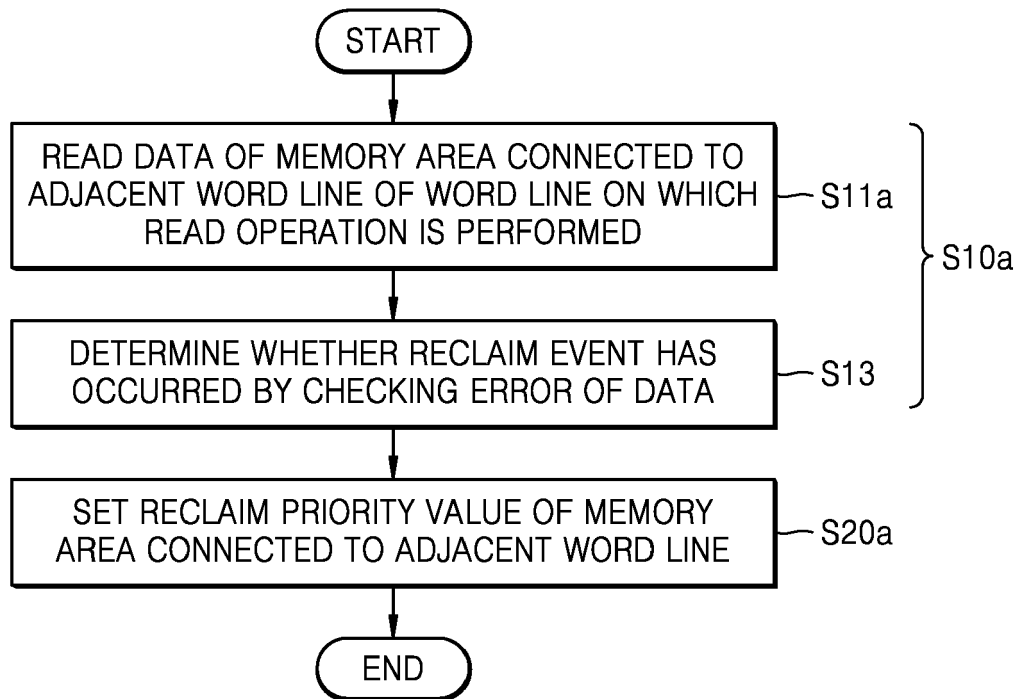 START
READ DATA OF MEMORY AREA CONNECTED TO
ADJACENT WORD LINE OF WORD LINE ON WHICH
READ OPERATION IS PERFORMED
S11a
S10a
DETERMINE WHETHER RECLAIM EVENT HAS
OCCURRED BY CHECKING ERROR OF DATA
S13
SET RECLAIM PRIORITY VALUE OF MEMORY
AREA CONNECTED TO ADJACENT WORD LINE
S20a
END